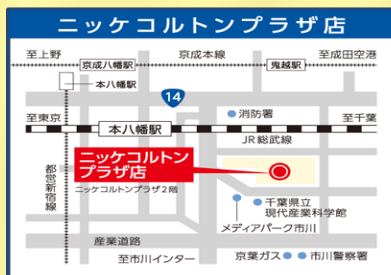 ニッケコルトンプラザ店
至上野
京成本線
至成田空港
京成八幡駅
鬼越駅
本八幡駅
14
消防署
至東京
本八幡駅
至千葉
JR総武線
ニッケコルトン
プラザ店
ニッケコルトンプラザ2階
都営新宿線
千葉県立
現代産業科学館
メディアパーク市川
産業道路
至市川インター
京葉ガス
市川警察署